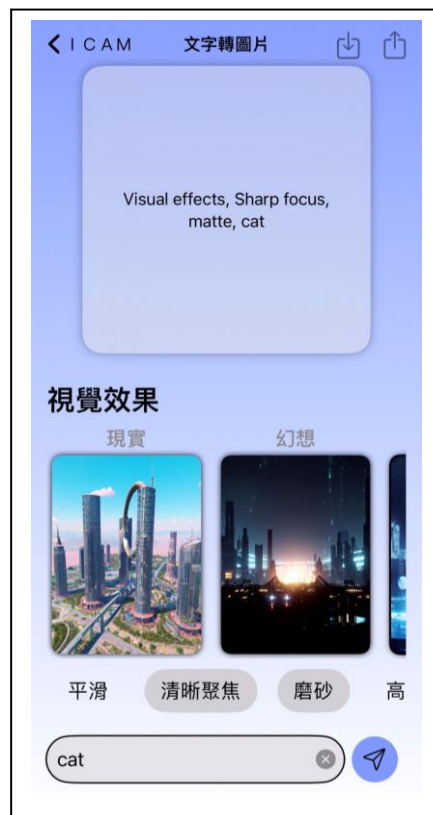 ICAM
文字轉圖片
Visual effects, Sharp focus,
matte, cat
視覺效果
現實
幻想
平滑
清晰聚焦
磨砂
高
cat